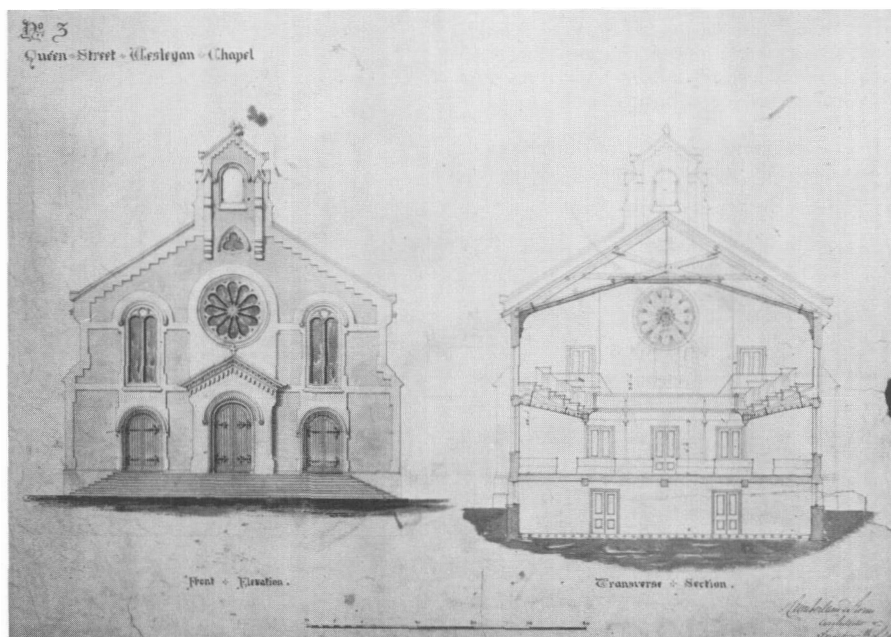 No 3
Queen Street Wesleyan Chapel
Front Elevation.
Transverse Section.